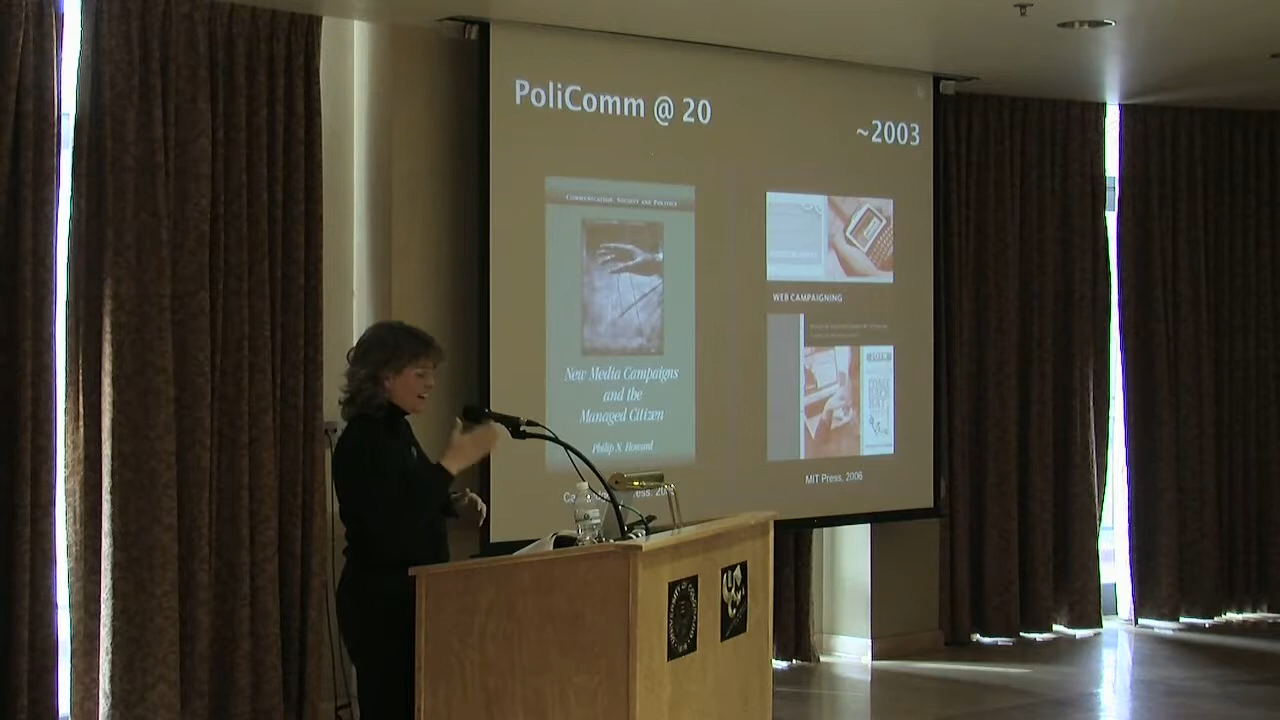 PoliComm @ 20
~2003
COMMUNICATION, SOCIETY AND POLITICS
New Media Campaigns
and the
Managed Citizen
Philip N. Howard
WEB CAMPAIGNING
MIT Press, 2006